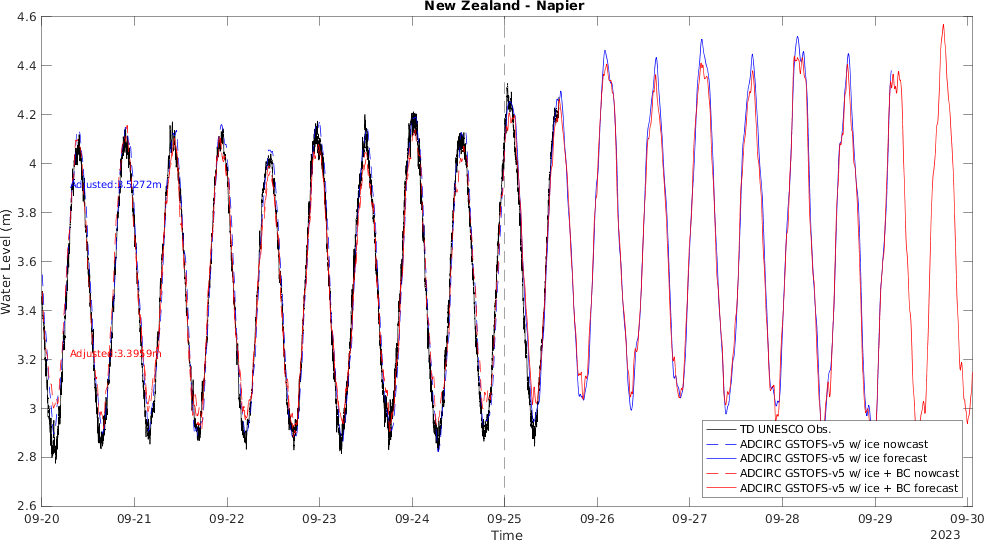 New Zealand - Napier
4.6
4.4
4.2
4
3.8
3.6
3.4
3.2
3
2.8
2.6
Water Level (m)
Adjusted:3.5272m
Adjusted:3.3959m
TD UNESCO Obs.
ADCIRC GSTOFS-v5 w/ ice nowcast
ADCIRC GSTOFS-v5 w/ ice forecast
ADCIRC GSTOFS-v5 w/ ice + BC nowcast
ADCIRC GSTOFS-v5 w/ ice + BC forecast
09-20 09-21 09-22 09-23 09-24 09-25 09-26 09-27 09-28 09-29 09-30
Time
2023